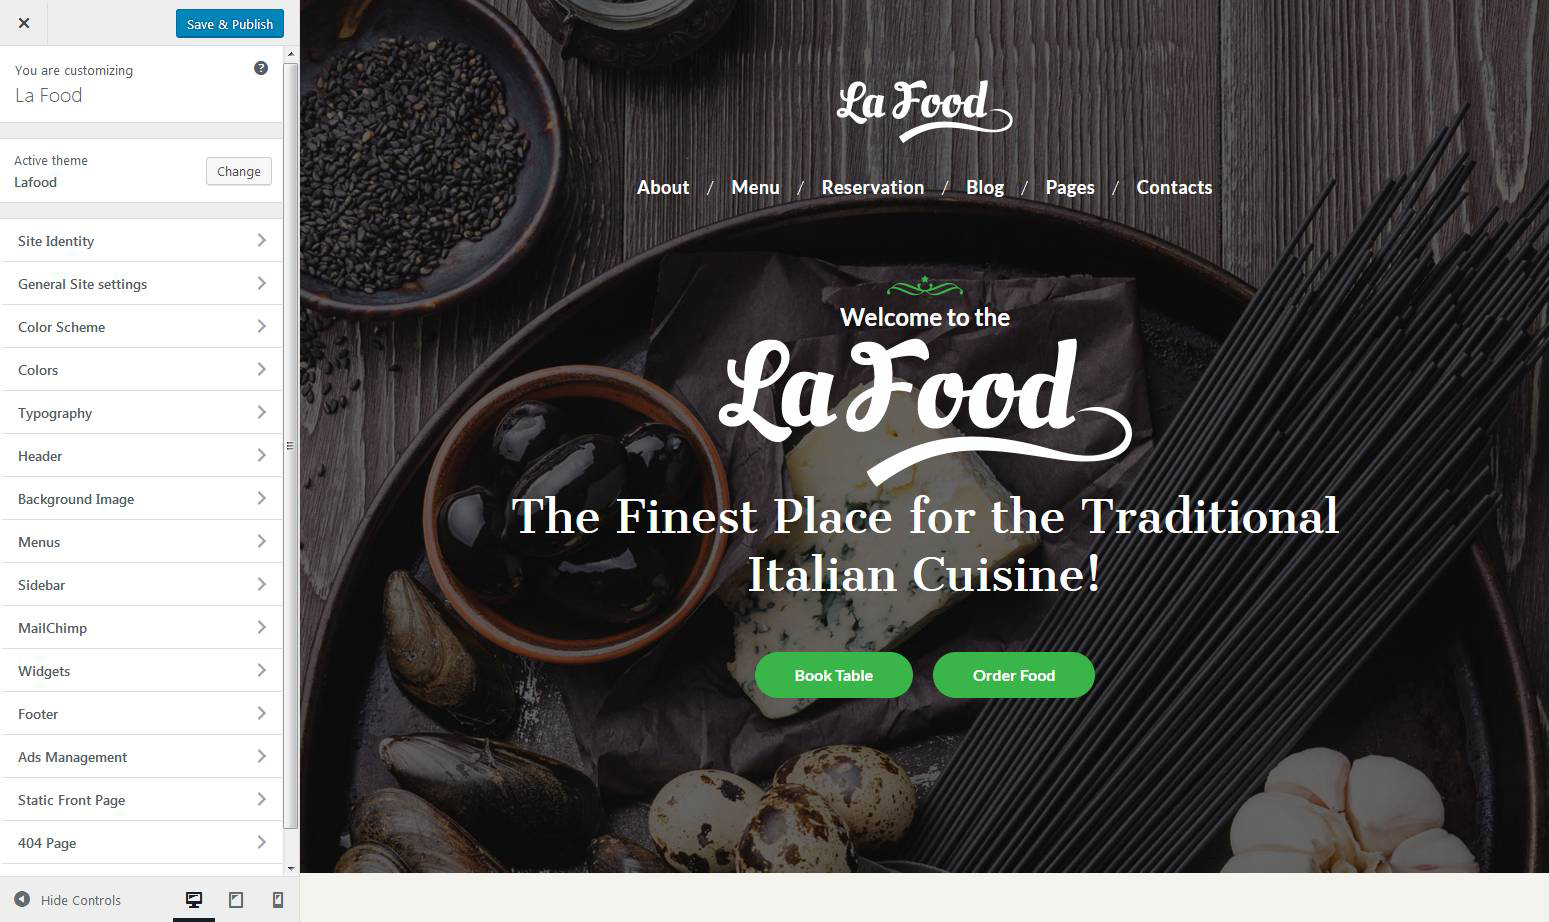 Save & Publish
You are customizing
La Food
Active theme
Lafood
Change
Site Identity
General Site settings
Color Scheme
Colors
Typography
Header
Background Image
Menus
Sidebar
MailChimp
Widgets
Footer
Ads Management
Static Front Page
404 Page
Hide Controls
La Food
About / Menu / Reservation / Blog / Pages / Contacts
Welcome to the
La Food
The Finest Place for the Traditional
Italian Cuisine!
Book Table
Order Food